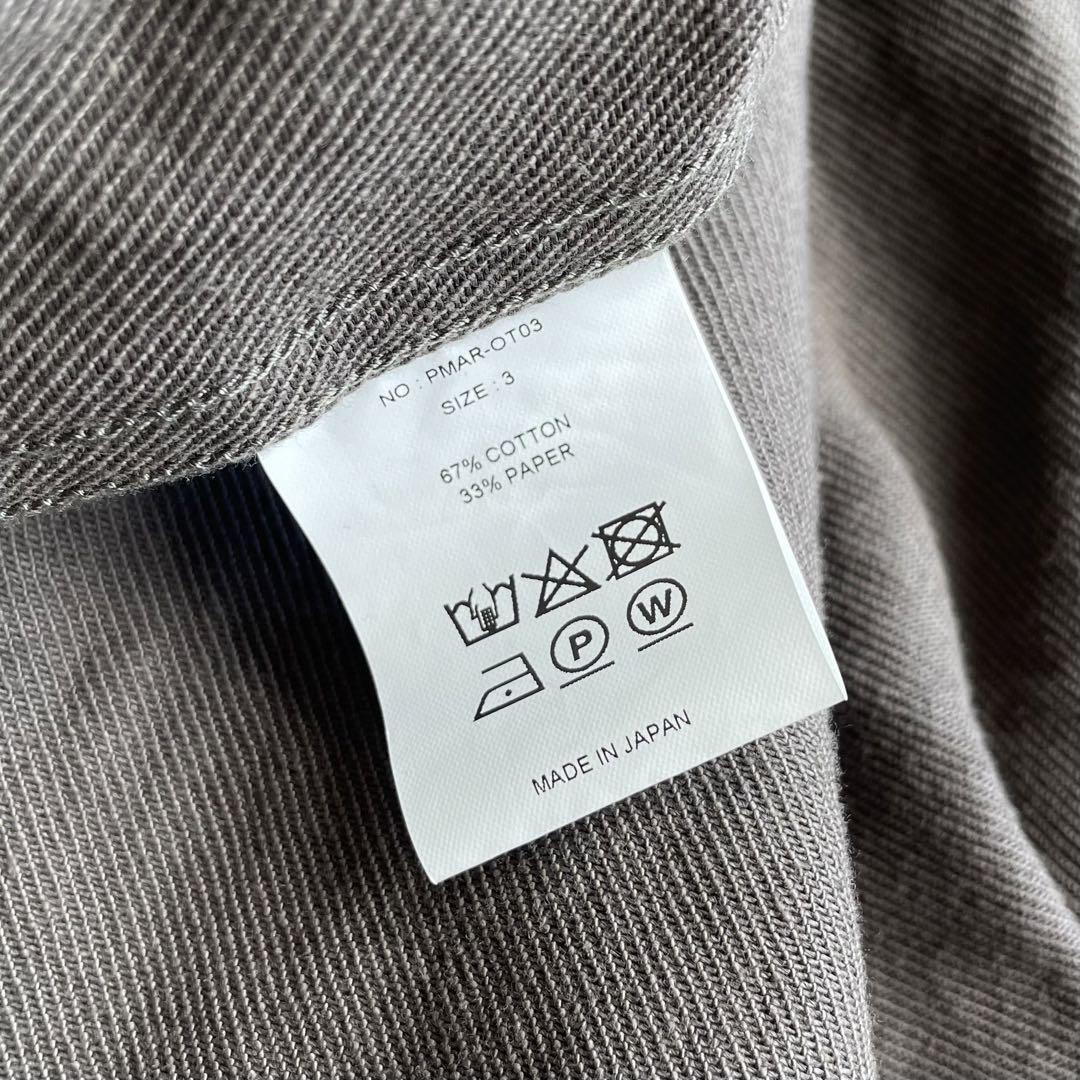 NO : PMAR-OT03
SIZE : 3
67% COTTON
33% PAPER
P W
MADE IN JAPAN